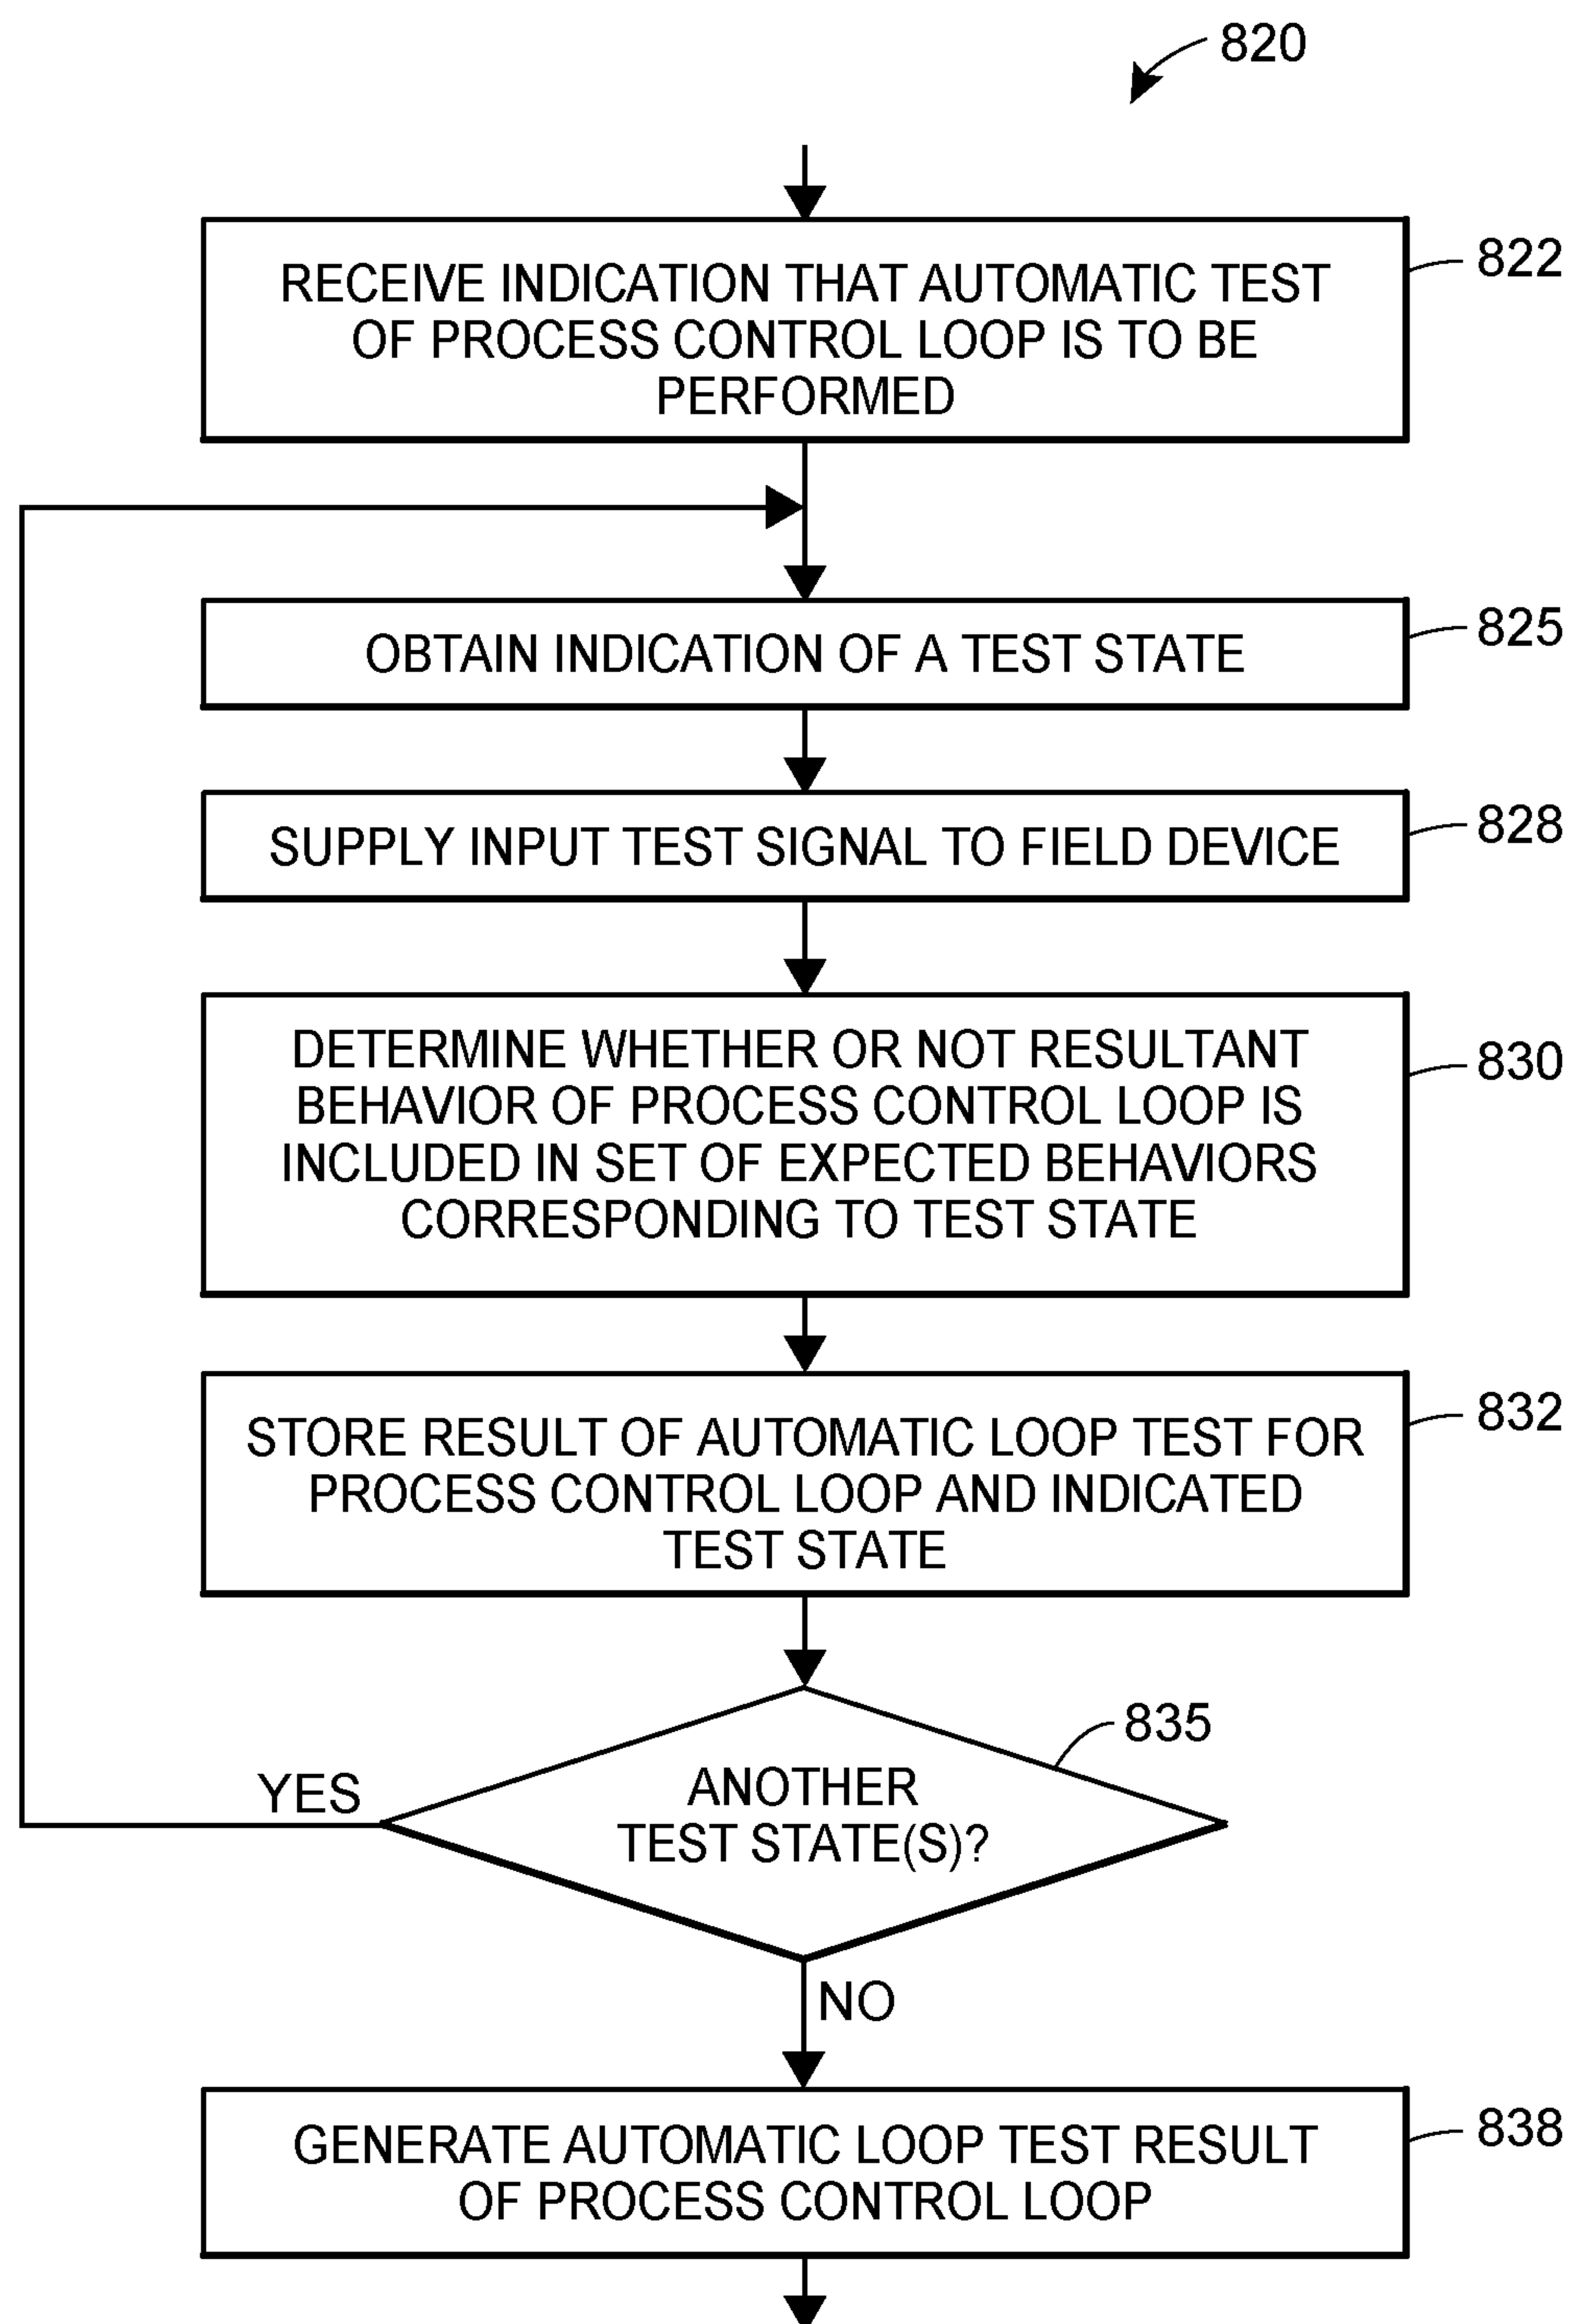 820
RECEIVE INDICATION THAT AUTOMATIC TEST
OF PROCESS CONTROL LOOP IS TO BE
PERFORMED
822
OBTAIN INDICATION OF A TEST STATE
825
SUPPLY INPUT TEST SIGNAL TO FIELD DEVICE
828
DETERMINE WHETHER OR NOT RESULTANT
BEHAVIOR OF PROCESS CONTROL LOOP IS
INCLUDED IN SET OF EXPECTED BEHAVIORS
CORRESPONDING TO TEST STATE
830
STORE RESULT OF AUTOMATIC LOOP TEST FOR
PROCESS CONTROL LOOP AND INDICATED
TEST STATE
832
835
YES
ANOTHER
TEST STATE(S)?
NO
GENERATE AUTOMATIC LOOP TEST RESULT
OF PROCESS CONTROL LOOP
838